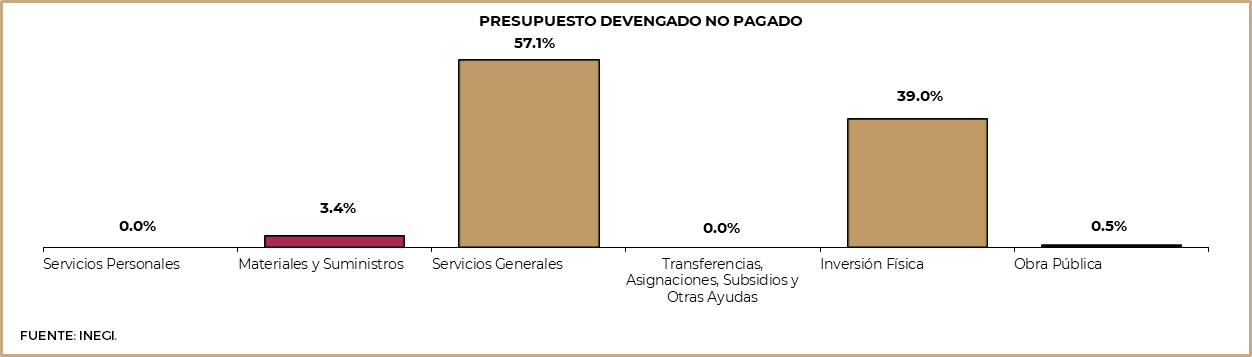 PRESUPUESTO DEVENGADO NO PAGADO
57.1%
39.0%
3.4%
0.0%
0.0%
0.5%
Servicios Personales
Materiales y Suministros
Servicios Generales
Transferencias,
Asignaciones, Subsidios y
Otras Ayudas
Inversión Física
Obra Pública
FUENTE: INEGI.